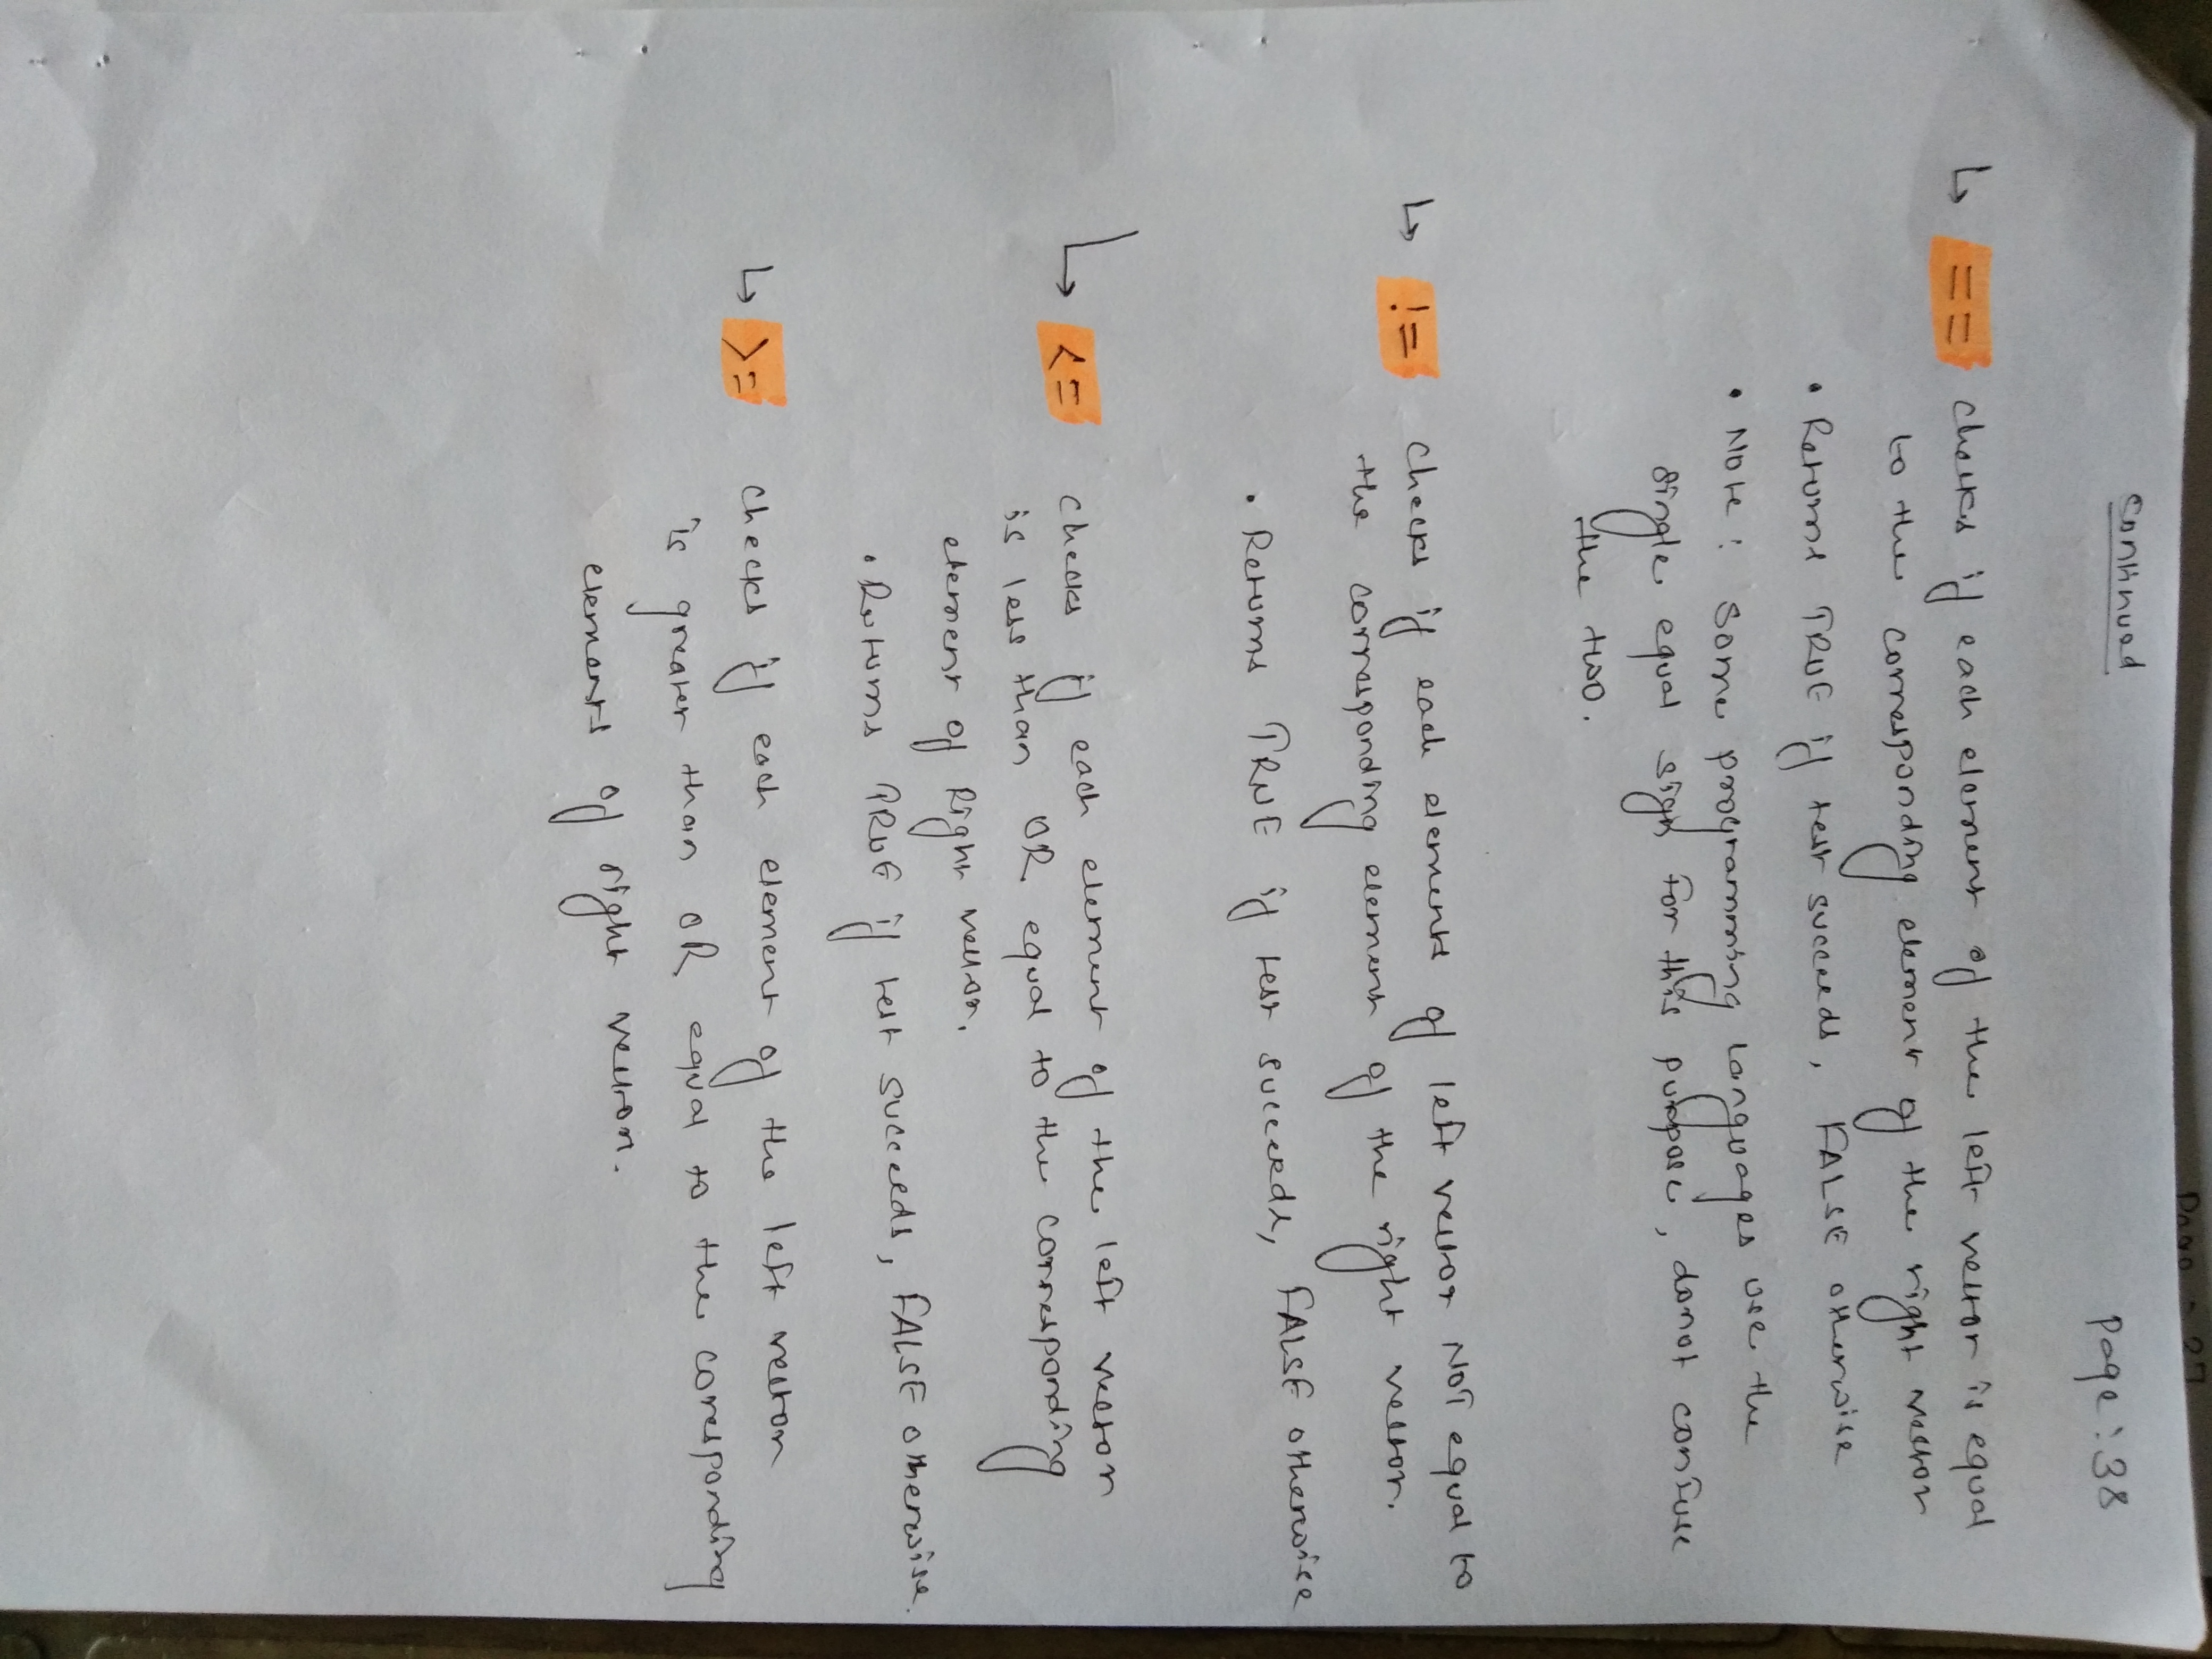 Page : 38
continued
↳ == checks if each element of the left vector is equal
to the corresponding element of the right vector
• Returns TRUE if test succeeds, FALSE otherwise
• Note : Some programming languages use the
single equal sign for this purpose, donot confuse
the two.
↳ != checks if each element of left vector NOT equal to
the corresponding element of the right vector.
• Returns TRUE if test succeeds, FALSE otherwise
↳ <= checks if each element of the left vector
is less than OR equal to the corresponding
element of Right vector.
• Returns TRUE if test succeeds, FALSE otherwise.
↳ >= checks if each element of the left vector
is greater than OR equal to the corresponding
elements of right vector.